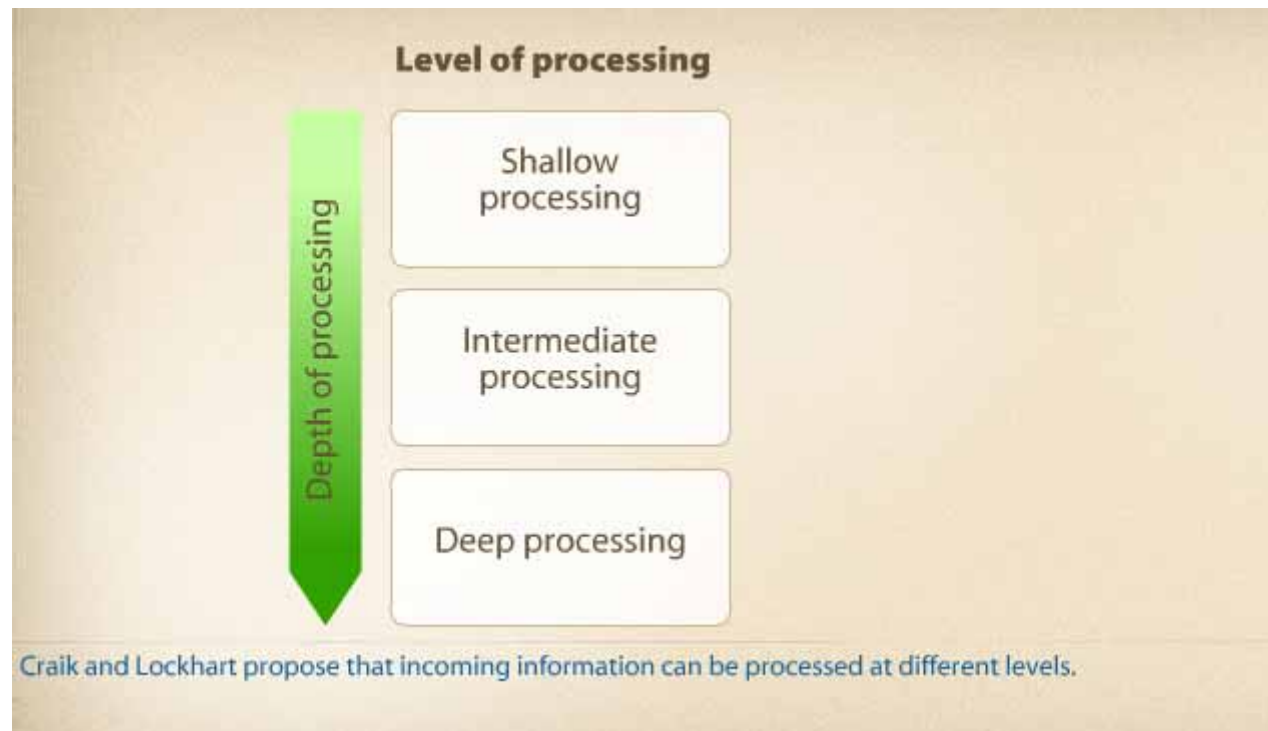 Level of processing
Depth of processing
Shallow
processing
Intermediate
processing
Deep processing
Craik and Lockhart propose that incoming information can be processed at different levels.